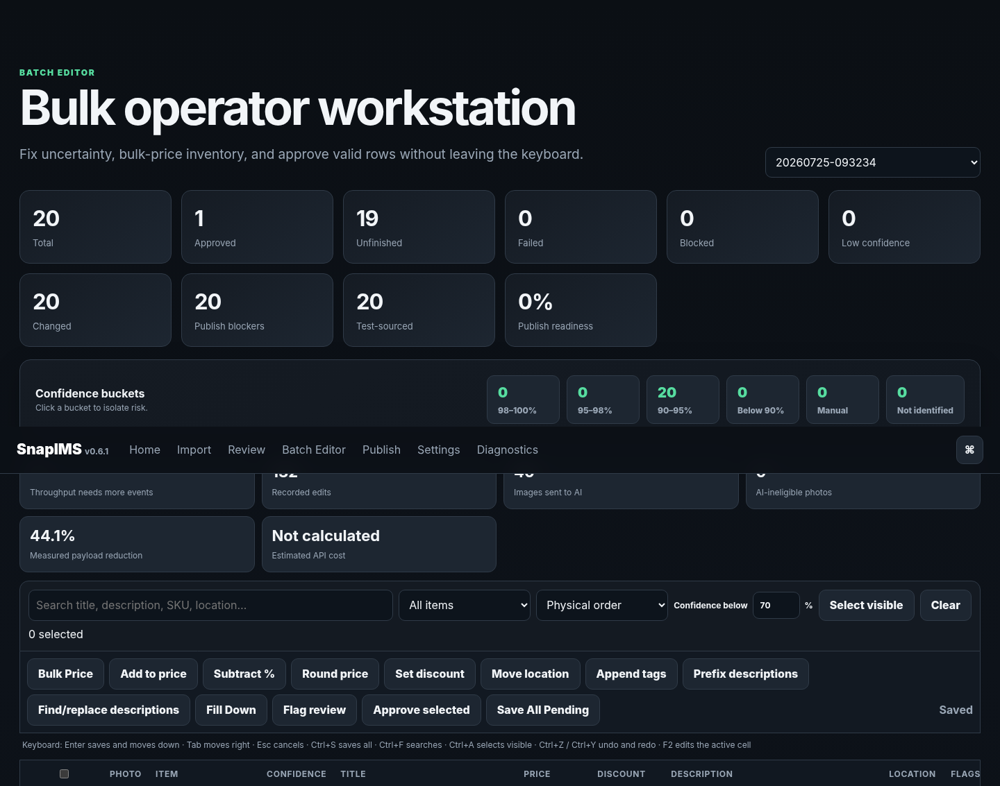 BATCH EDITOR
Bulk operator workstation
Fix uncertainty, bulk-price inventory, and approve valid rows without leaving the keyboard.
20260725-093234
20
Total
1
Approved
19
Unfinished
0
Failed
0
Blocked
0
Low confidence
20
Changed
20
Publish blockers
20
Test-sourced
0%
Publish readiness
Confidence buckets
Click a bucket to isolate risk.
0
98–100%
0
95–98%
20
90–95%
0
Below 90%
0
Manual
0
Not identified
SnapIMS v0.6.1 Home Import Review Batch Editor Publish Settings Diagnostics ⌘
Throughput needs more events
Recorded edits
Images sent to AI
AI-ineligible photos
44.1%
Measured payload reduction
Not calculated
Estimated API cost
Search title, description, SKU, location... All items Physical order Confidence below 70 % Select visible Clear
0 selected
Bulk Price Add to price Subtract % Round price Set discount Move location Append tags Prefix descriptions
Find/replace descriptions Fill Down Flag review Approve selected Save All Pending Saved
Keyboard: Enter saves and moves down · Tab moves right · Esc cancels · Ctrl+S saves all · Ctrl+F searches · Ctrl+A selects visible · Ctrl+Z / Ctrl+Y undo and redo · F2 edits the active cell
PHOTO ITEM CONFIDENCE TITLE PRICE DISCOUNT DESCRIPTION LOCATION FLAGS